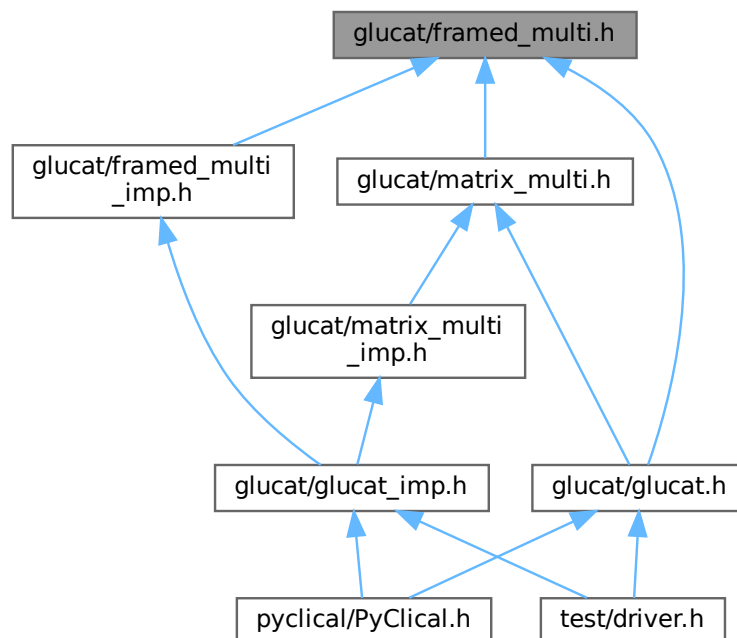 glucat/framed_multi.h
glucat/framed_multi
_imp.h
glucat/matrix_multi.h
glucat/matrix_multi
_imp.h
glucat/glucat_imp.h
glucat/glucat.h
pyclical/PyClical.h
test/driver.h